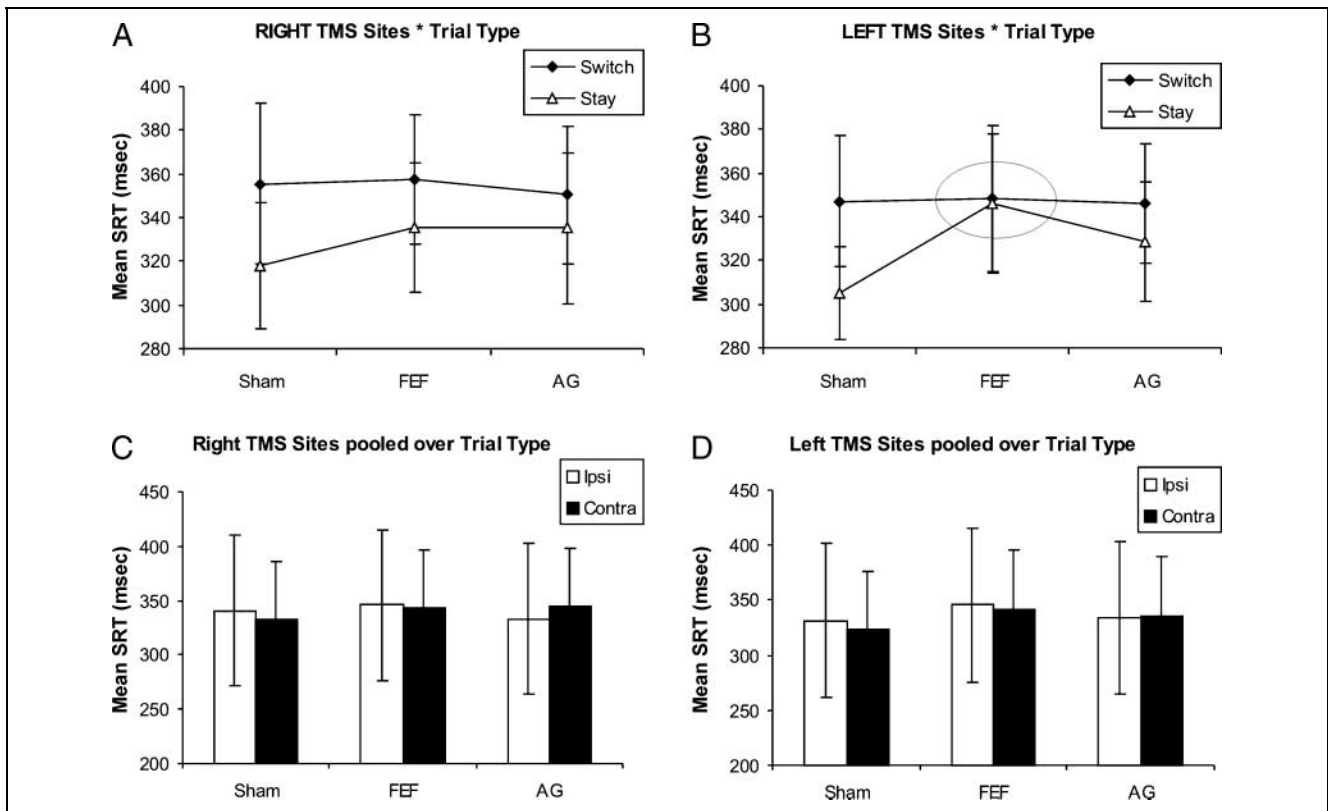 A
RIGHT TMS Sites * Trial Type
Switch
Stay
Mean SRT (msec)
400
380
360
340
320
300
280
Sham
FEF
AG
B
LEFT TMS Sites * Trial Type
Switch
Stay
Mean SRT (msec)
400
380
360
340
320
300
280
Sham
FEF
AG
C
Right TMS Sites pooled over Trial Type
Ipsi
Contra
Mean SRT (msec)
450
400
350
300
250
200
Sham
FEF
AG
D
Left TMS Sites pooled over Trial Type
Ipsi
Contra
Mean SRT (msec)
450
400
350
300
250
200
Sham
FEF
AG